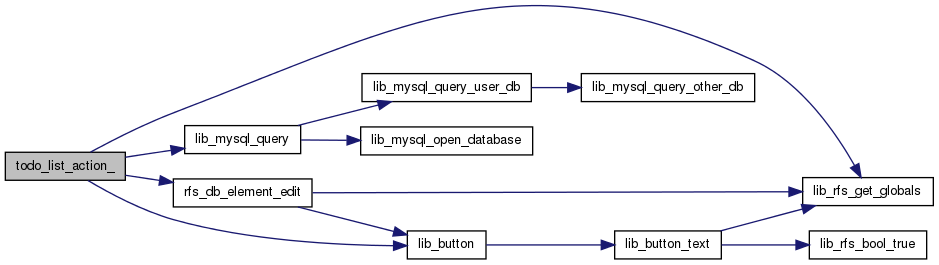 lib_mysql_query_user_db
lib_mysql_query_other_db
lib_mysql_query
lib_mysql_open_database
todo_list_action_
rfs_db_element_edit
lib_rfs_get_globals
lib_button
lib_button_text
lib_rfs_bool_true